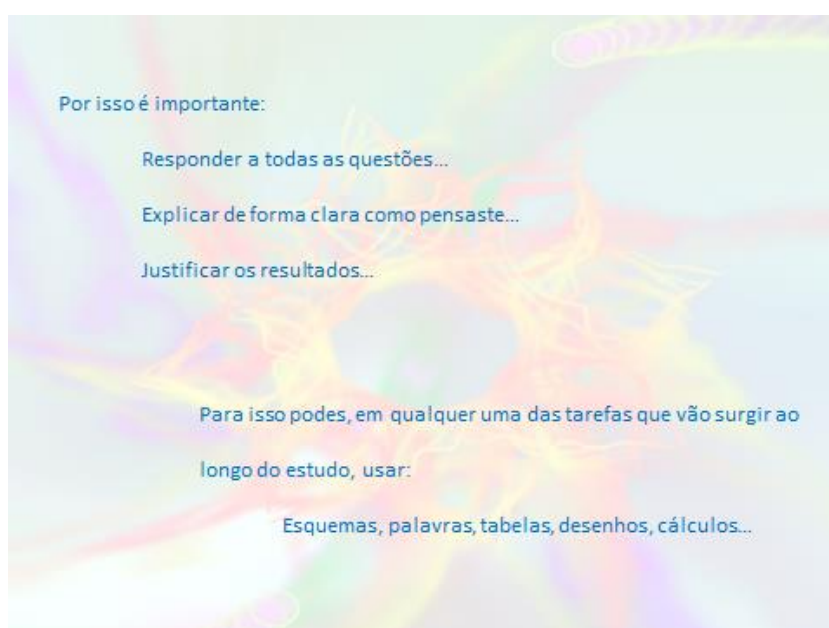 Por isso é importante:
Responder a todas as questões...
Explicar de forma clara como pensaste...
Justificar os resultados...
Para isso podes, em qualquer uma das tarefas que vão surgir ao
longo do estudo, usar:
Esquemas, palavras, tabelas, desenhos, cálculos...